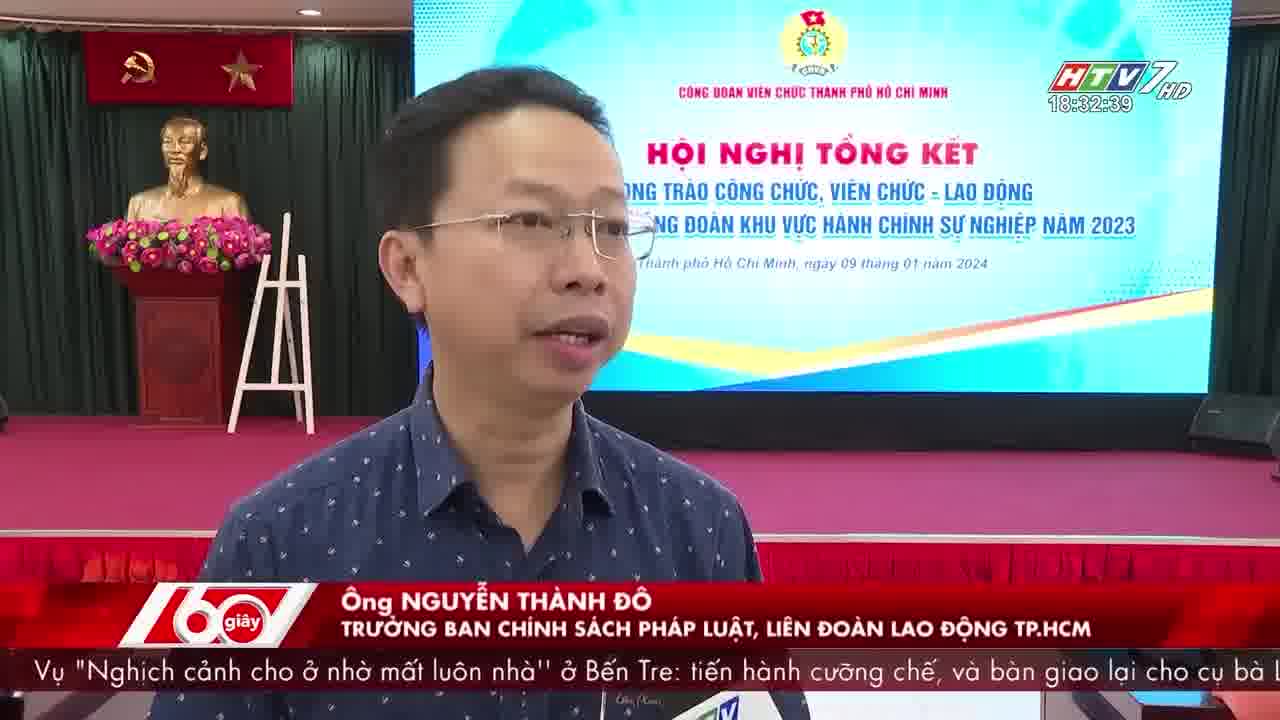 HTV7 HD
18:32:39
CÔNG ĐOÀN VIÊN CHỨC THÀNH PHỐ HỒ CHÍ MINH
HỘI NGHỊ TỔNG KẾT
TRÀO CÔNG CHỨC, VIÊN CHỨC - LAO ĐỘNG
ĐOÀN KHU VỰC HÀNH CHÍNH SỰ NGHIỆP NĂM 2023
Thành phố Hồ Chí Minh, ngày 09 tháng 01 năm 2024
60 giây
Ông NGUYỄN THÀNH ĐÔ
TRƯỞNG BAN CHÍNH SÁCH PHÁP LUẬT, LIÊN ĐOÀN LAO ĐỘNG TP.HCM
Vụ "Nghịch cảnh cho ở nhờ mất luôn nhà'' ở Bến Tre: tiến hành cưỡng chế, và bàn giao lại cho cụ bà
HTV